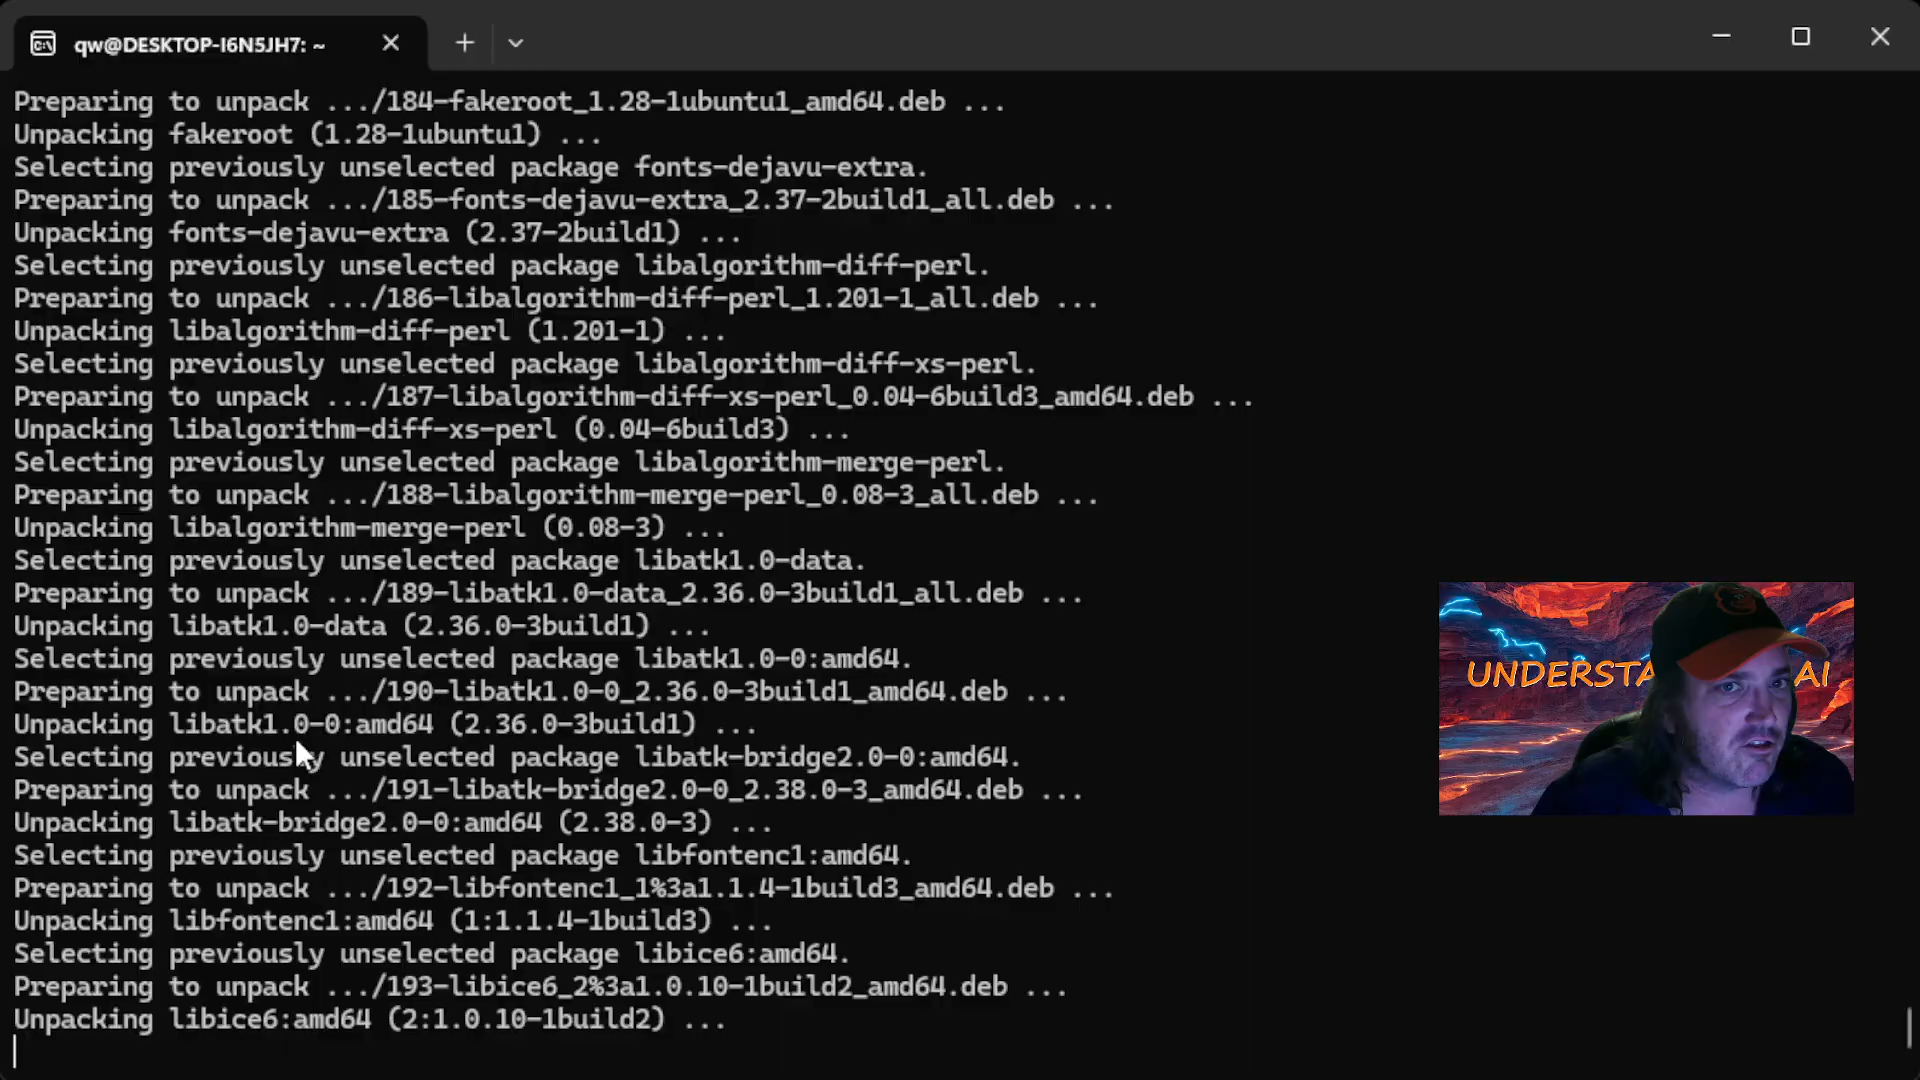 qw@DESKTOP-I6N5JH7: ~
Preparing to unpack .../184-fakeroot_1.28-1ubuntu1_amd64.deb ...
Unpacking fakeroot (1.28-1ubuntu1) ...
Selecting previously unselected package fonts-dejavu-extra.
Preparing to unpack .../185-fonts-dejavu-extra_2.37-2build1_all.deb ...
Unpacking fonts-dejavu-extra (2.37-2build1) ...
Selecting previously unselected package libalgorithm-diff-perl.
Preparing to unpack .../186-libalgorithm-diff-perl_1.201-1_all.deb ...
Unpacking libalgorithm-diff-perl (1.201-1) ...
Selecting previously unselected package libalgorithm-diff-xs-perl.
Preparing to unpack .../187-libalgorithm-diff-xs-perl_0.04-6build3_amd64.deb ...
Unpacking libalgorithm-diff-xs-perl (0.04-6build3) ...
Selecting previously unselected package libalgorithm-merge-perl.
Preparing to unpack .../188-libalgorithm-merge-perl_0.08-3_all.deb ...
Unpacking libalgorithm-merge-perl (0.08-3) ...
Selecting previously unselected package libatk1.0-data.
Preparing to unpack .../189-libatk1.0-data_2.36.0-3build1_all.deb ...
Unpacking libatk1.0-data (2.36.0-3build1) ...
Selecting previously unselected package libatk1.0-0:amd64.
Preparing to unpack .../190-libatk1.0-0_2.36.0-3build1_amd64.deb ...
Unpacking libatk1.0-0:amd64 (2.36.0-3build1) ...
Selecting previously unselected package libatk-bridge2.0-0:amd64.
Preparing to unpack .../191-libatk-bridge2.0-0_2.38.0-3_amd64.deb ...
Unpacking libatk-bridge2.0-0:amd64 (2.38.0-3) ...
Selecting previously unselected package libfontenc1:amd64.
Preparing to unpack .../192-libfontenc1_1%3a1.1.4-1build3_amd64.deb ...
Unpacking libfontenc1:amd64 (1:1.1.4-1build3) ...
Selecting previously unselected package libice6:amd64.
Preparing to unpack .../193-libice6_2%3a1.0.10-1build2_amd64.deb ...
Unpacking libice6:amd64 (2:1.0.10-1build2) ...
UNDERSTA AI